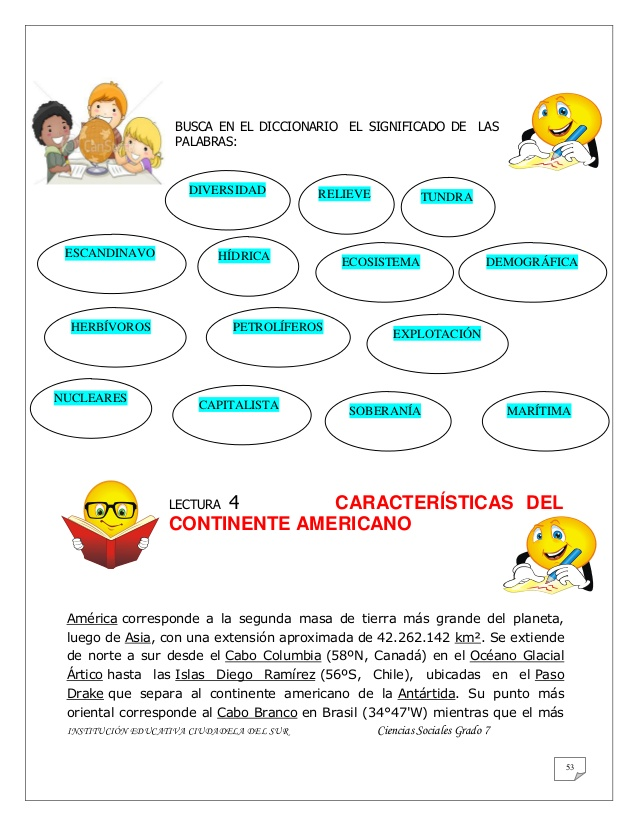 BUSCA EN EL DICCIONARIO EL SIGNIFICADO DE LAS
PALABRAS:
DIVERSIDAD
RELIEVE
TUNDRA
ESCANDINAVO
HÍDRICA
ECOSISTEMA
DEMOGRÁFICA
HERBÍVOROS
PETROLÍFEROS
EXPLOTACIÓN
NUCLEARES
CAPITALISTA
SOBERANÍA
MARÍTIMA
LECTURA 4 CARACTERÍSTICAS DEL
CONTINENTE AMERICANO
América corresponde a la segunda masa de tierra más grande del planeta,
luego de Asia, con una extensión aproximada de 42.262.142 km². Se extiende
de norte a sur desde el Cabo Columbia (58ºN, Canadá) en el Océano Glacial
Ártico hasta las Islas Diego Ramírez (56ºS, Chile), ubicadas en el Paso
Drake que separa al continente americano de la Antártida. Su punto más
oriental corresponde al Cabo Branco en Brasil (34°47'W) mientras que el más
INSTITUCIÓN EDUCATIVA CIUDADELA DEL SUR Ciencias Sociales Grado 7
53